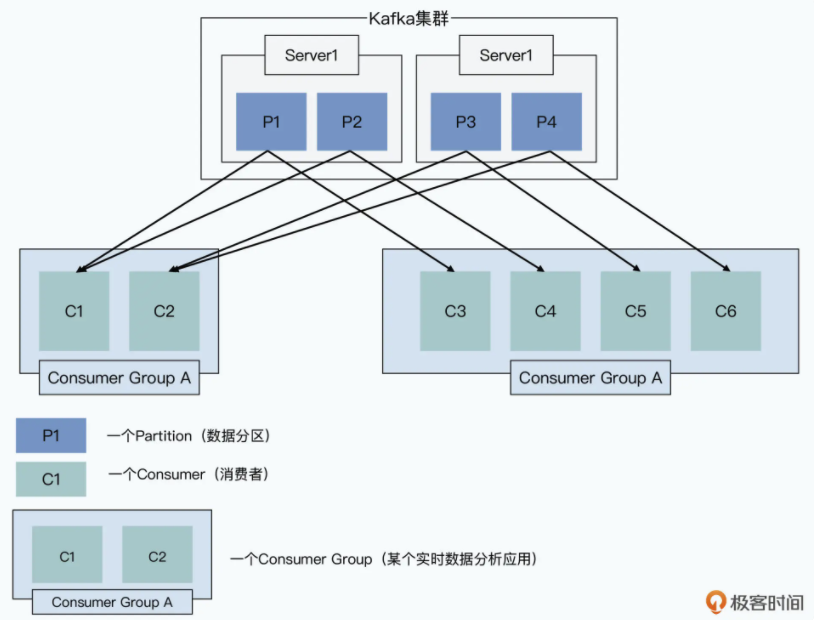 Kafka集群
Server1 Server1
P1 P2 P3 P4
C1 C2 C3 C4 C5 C6
Consumer Group A Consumer Group A
P1 一个Partition（数据分区）
C1 一个Consumer（消费者）
C1 C2
一个Consumer Group（某个实时数据分析应用）
Consumer Group A
极客时间